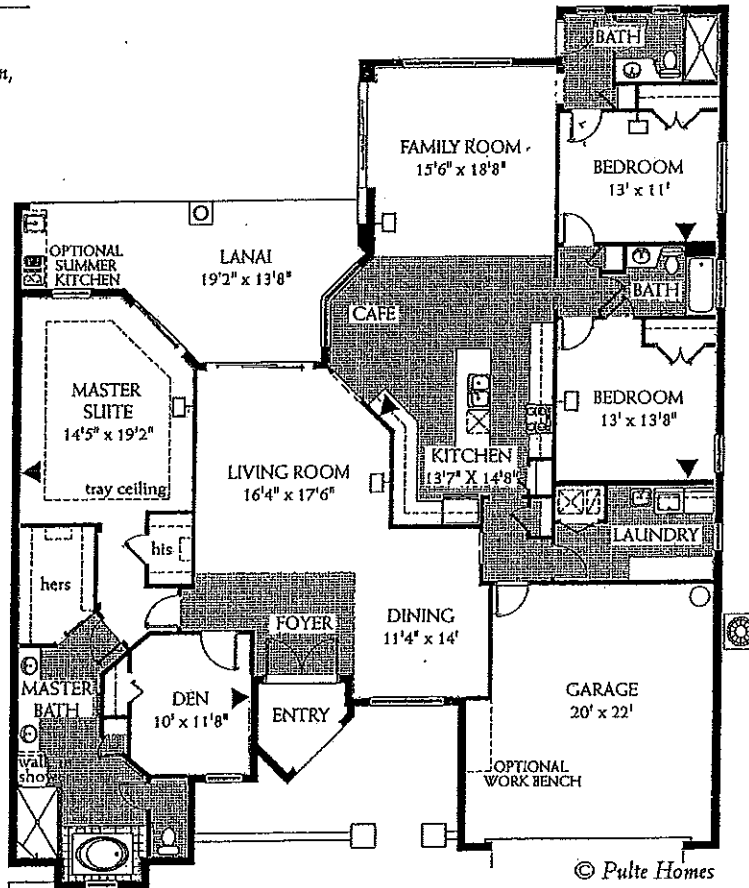 n,
BATH
FAMILY ROOM
15'6" x 18'8"
BEDROOM
13' x 11'
OPTIONAL
SUMMER
KITCHEN
LANAI
19'2" x 13'8"
BATH
CAFE
MASTER
SUITE
14'5" x 19'2"
tray ceiling
BEDROOM
13' x 13'8"
LIVING ROOM
16'4" x 17'6"
KITCHEN
13'7" X 14'8"
his
hers
LAUNDRY
FOYER
DINING
11'4" x 14'
MASTER
BATH
DEN
10' x 11'8"
ENTRY
GARAGE
20' x 22'
OPTIONAL
WORK BENCH
© Pulte Homes